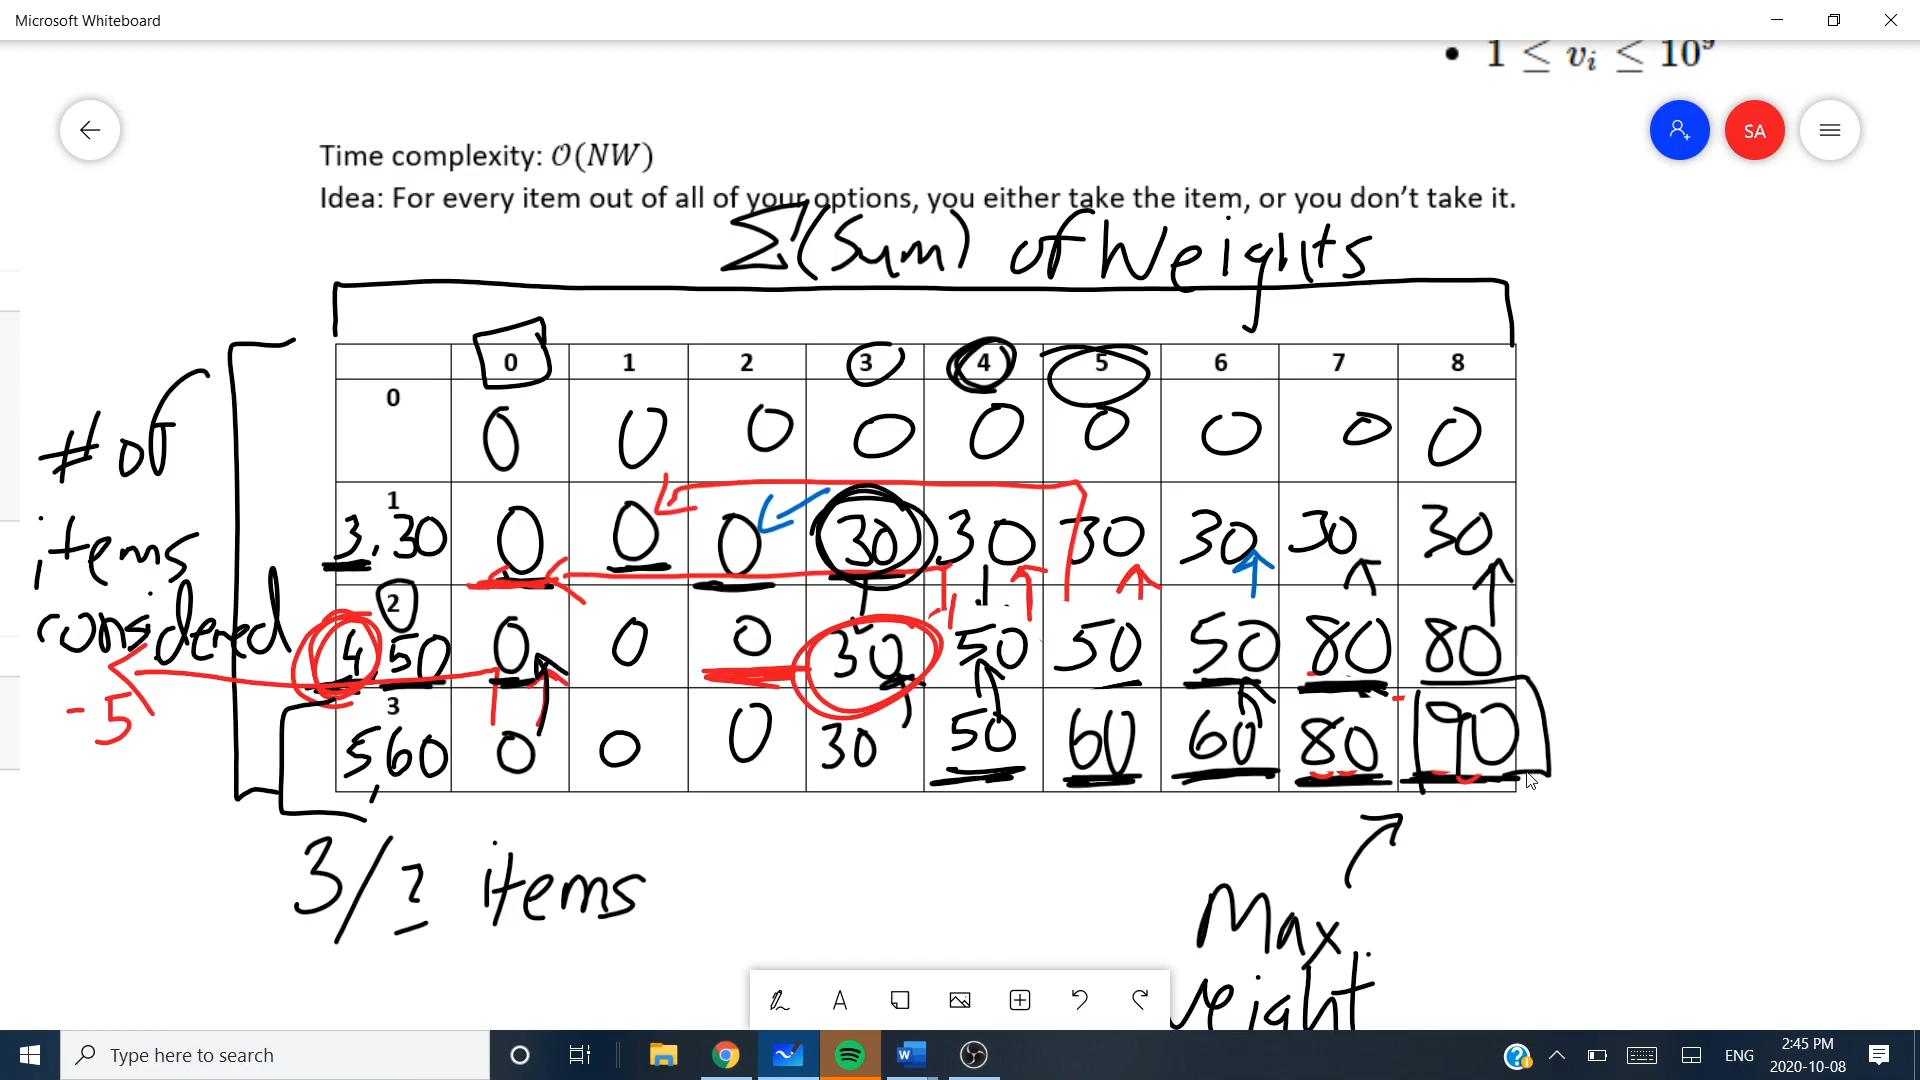 Microsoft Whiteboard
• 1 ≤ vᵢ ≤ 10⁹
SA
Time complexity: O(NW)
Idea: For every item out of all of your options, you either take the item, or you don't take it.
Σ(Sum) of Weights
0 1 2 3 4 5 6 7 8
0
0 0 0 0 0 0 0 0 0
1
3,30 0 0 0 30 30 30 30 30 30
2
4,50 0 0 0 30 50 50 50 80 80
3
5,60 0 0 0 30 50 60 60 80 90
# of
items
considered
-5
3/? items
Max
weight
A
Type here to search
W
ENG
2:45 PM
2020-10-08